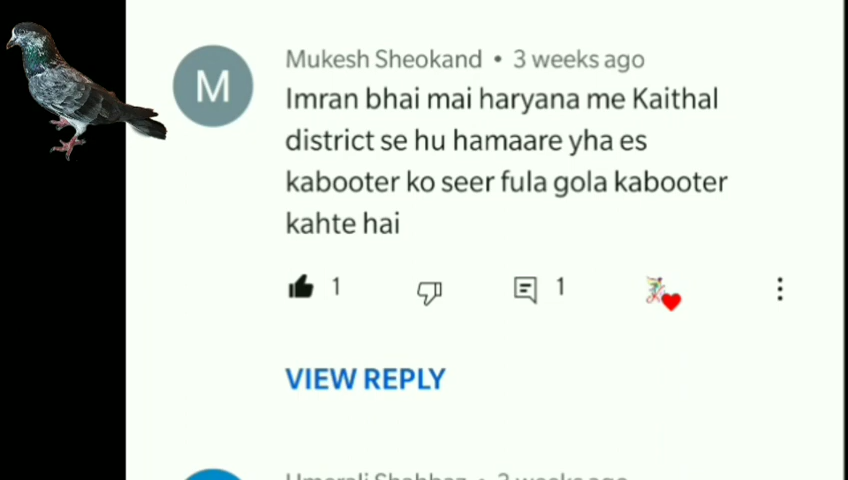 M
Mukesh Sheokand • 3 weeks ago
Imran bhai mai haryana me Kaithal
district se hu hamaare yha es
kabooter ko seer fula gola kabooter
kahte hai
1
1
VIEW REPLY